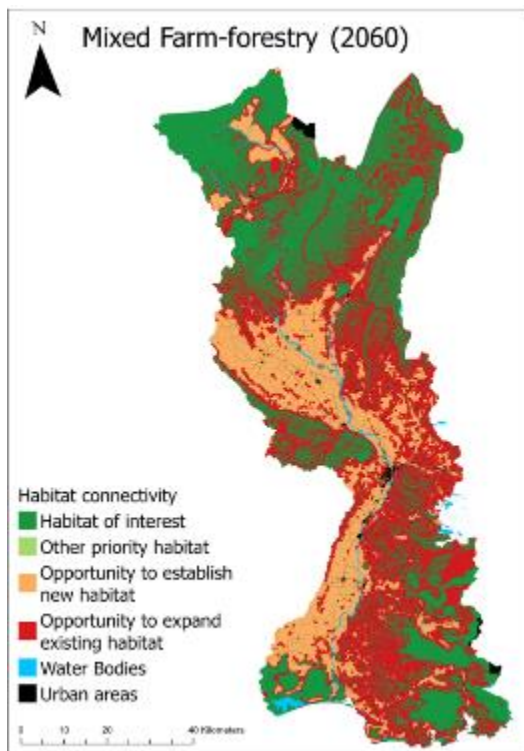 N
Mixed Farm-forestry (2060)
Habitat connectivity
Habitat of interest
Other priority habitat
Opportunity to establish
new habitat
Opportunity to expand
existing habitat
Water Bodies
Urban areas
0 10 20 40 Kilometers